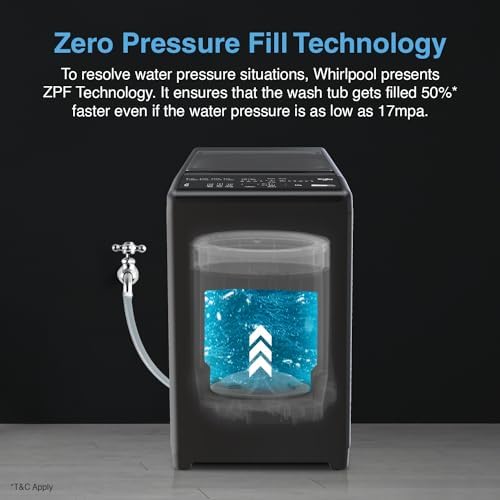 Zero Pressure Fill Technology
To resolve water pressure situations, Whirlpool presents
ZPF Technology. It ensures that the wash tub gets filled 50%*
faster even if the water pressure is as low as 17mpa.
*T&C Apply